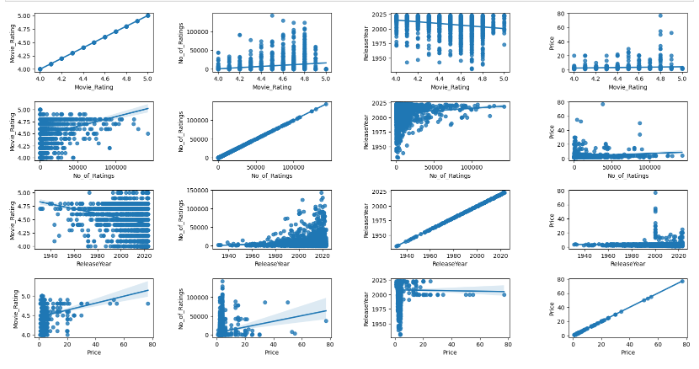 5.00 4.75 4.50 4.25 4.00 Movie_Rating 4.0 4.2 4.4 4.6 4.8 5.0 Movie_Rating
100000 50000 0 No_of_Ratings 4.0 4.2 4.4 4.6 4.8 5.0 Movie_Rating
2025 2000 1975 1950 ReleaseYear 4.0 4.2 4.4 4.6 4.8 5.0 Movie_Rating
80 60 40 20 0 Price 4.0 4.2 4.4 4.6 4.8 5.0 Movie_Rating
5.00 4.75 4.50 4.25 4.00 Movie_Rating 0 50000 100000 No_of_Ratings
100000 50000 0 No_of_Ratings 0 50000 100000 No_of_Ratings
2025 2000 1975 1950 ReleaseYear 0 50000 100000 No_of_Ratings
80 60 40 20 0 Price 0 50000 100000 No_of_Ratings
5.00 4.75 4.50 4.25 4.00 Movie_Rating 1940 1960 1980 2000 2020 ReleaseYear
150000 100000 50000 0 No_of_Ratings 1940 1960 1980 2000 2020 ReleaseYear
2025 2000 1975 1950 ReleaseYear 1940 1960 1980 2000 2020 ReleaseYear
80 60 40 20 0 Price 1940 1960 1980 2000 2020 ReleaseYear
5.0 4.5 4.0 Movie_Rating 0 20 40 60 80 Price
100000 50000 0 No_of_Ratings 0 20 40 60 80 Price
2025 2000 1975 1950 ReleaseYear 0 20 40 60 80 Price
80 60 40 20 0 Price 0 20 40 60 80 Price